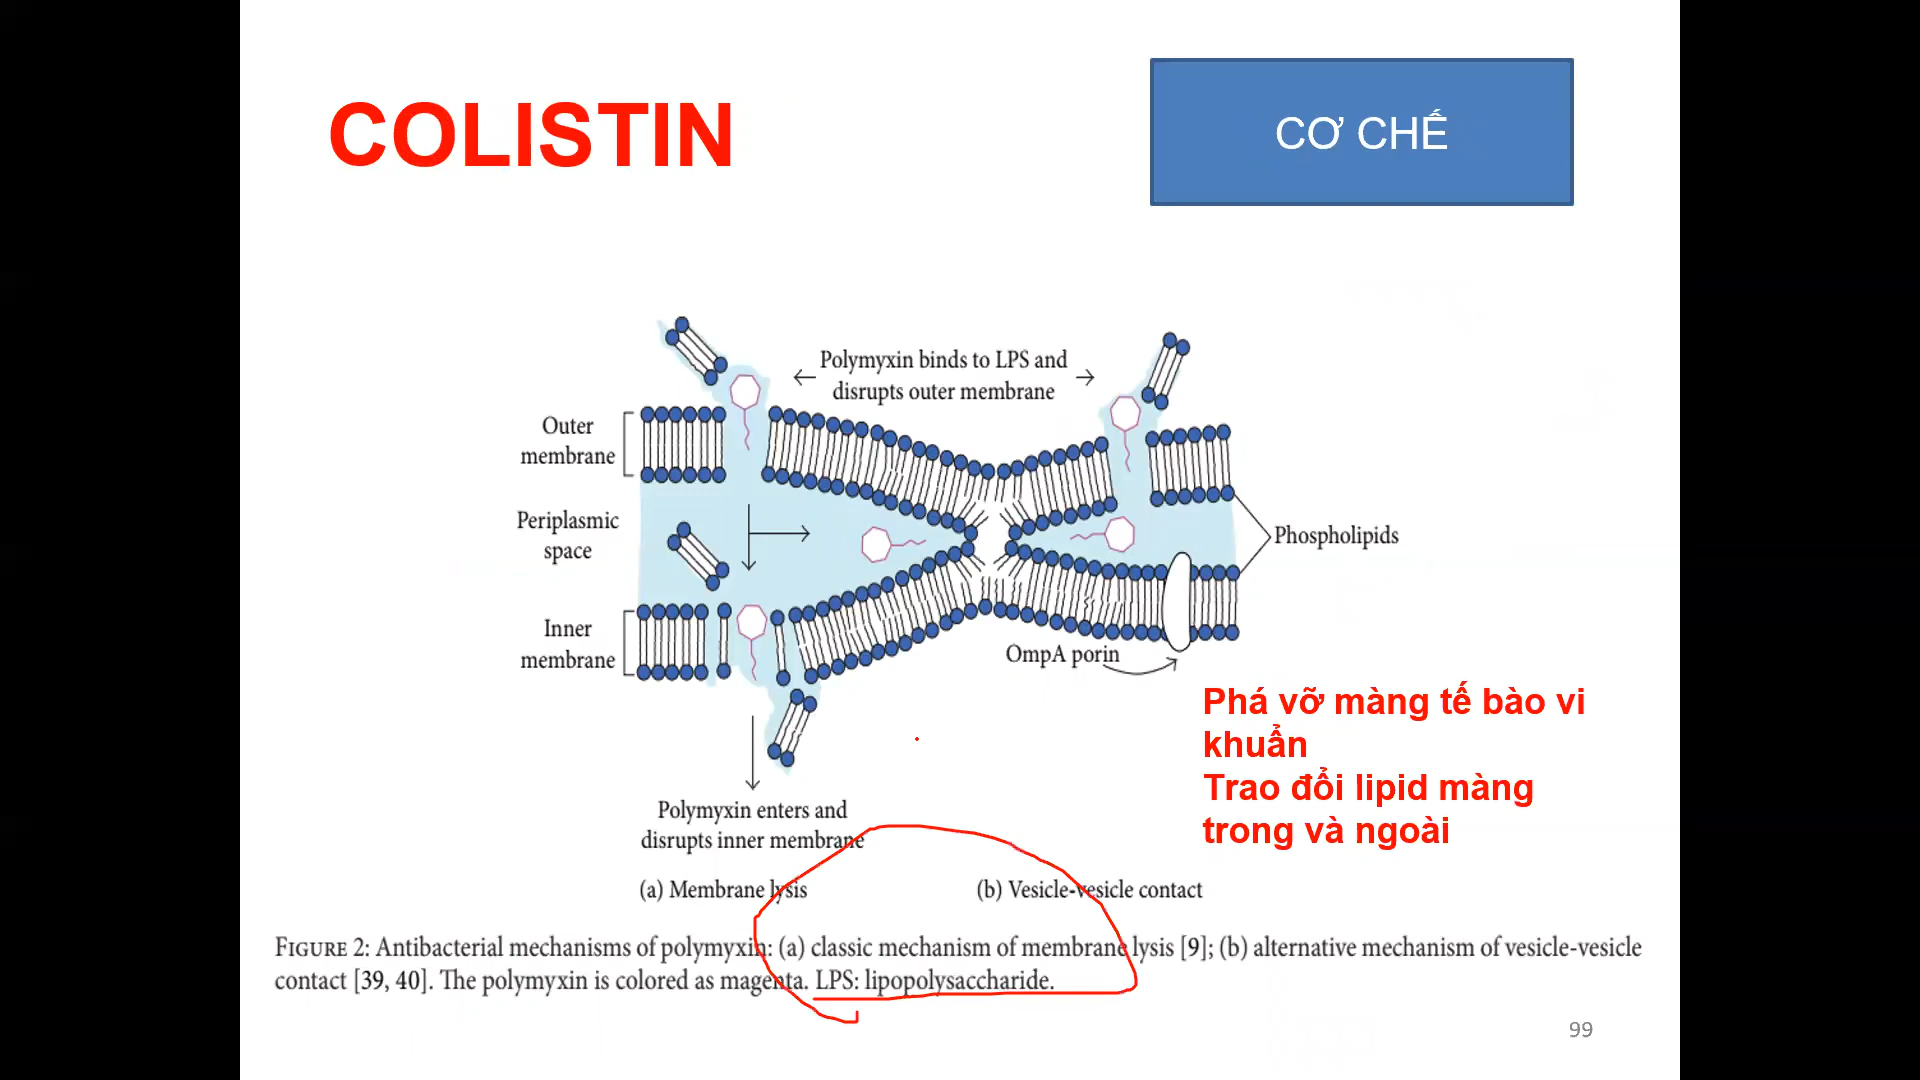 COLISTIN
CƠ CHẾ
Polymyxin binds to LPS and
disrupts outer membrane
Outer
membrane
Periplasmic
space
Phospholipids
Inner
membrane
OmpA porin
Phá vỡ màng tế bào vi
khuẩn
Trao đổi lipid màng
trong và ngoài
Polymyxin enters and
disrupts inner membrane
(a) Membrane lysis
(b) Vesicle-vesicle contact
FIGURE 2: Antibacterial mechanisms of polymyxin: (a) classic mechanism of membrane lysis [9]; (b) alternative mechanism of vesicle-vesicle
contact [39, 40]. The polymyxin is colored as magenta. LPS: lipopolysaccharide.
99